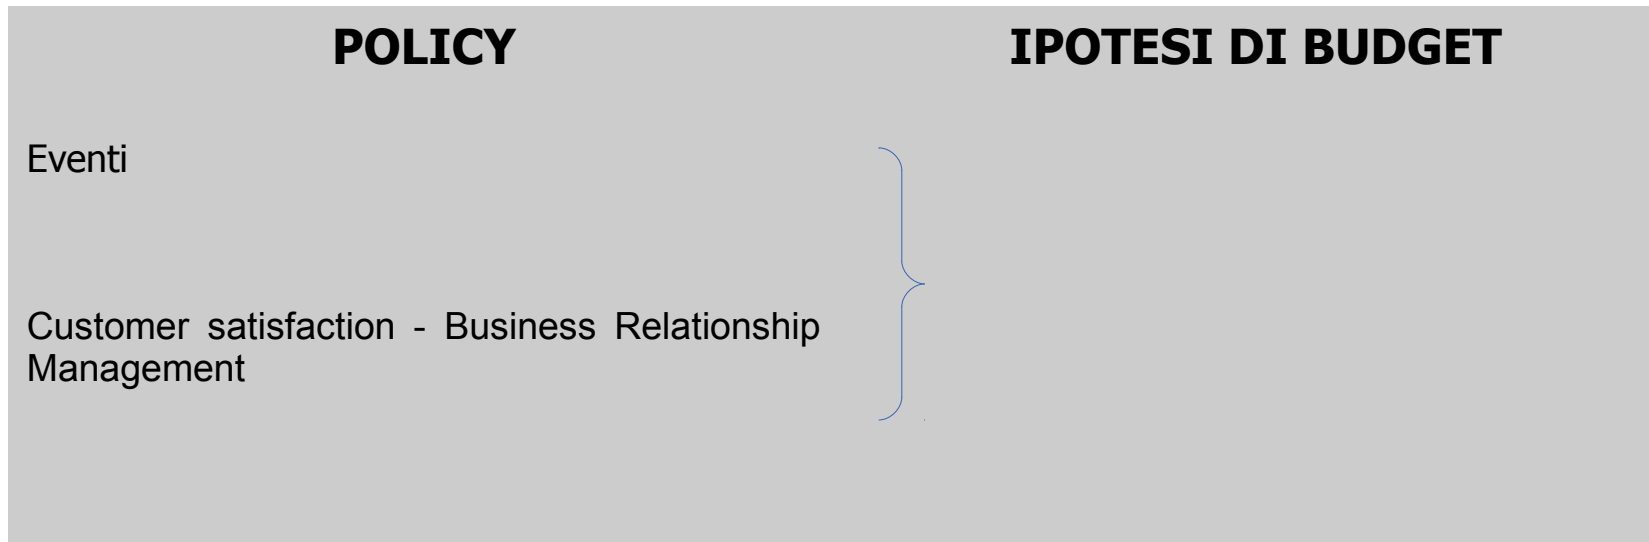 POLICY
IPOTESI DI BUDGET
Eventi
Customer satisfaction - Business Relationship
Management